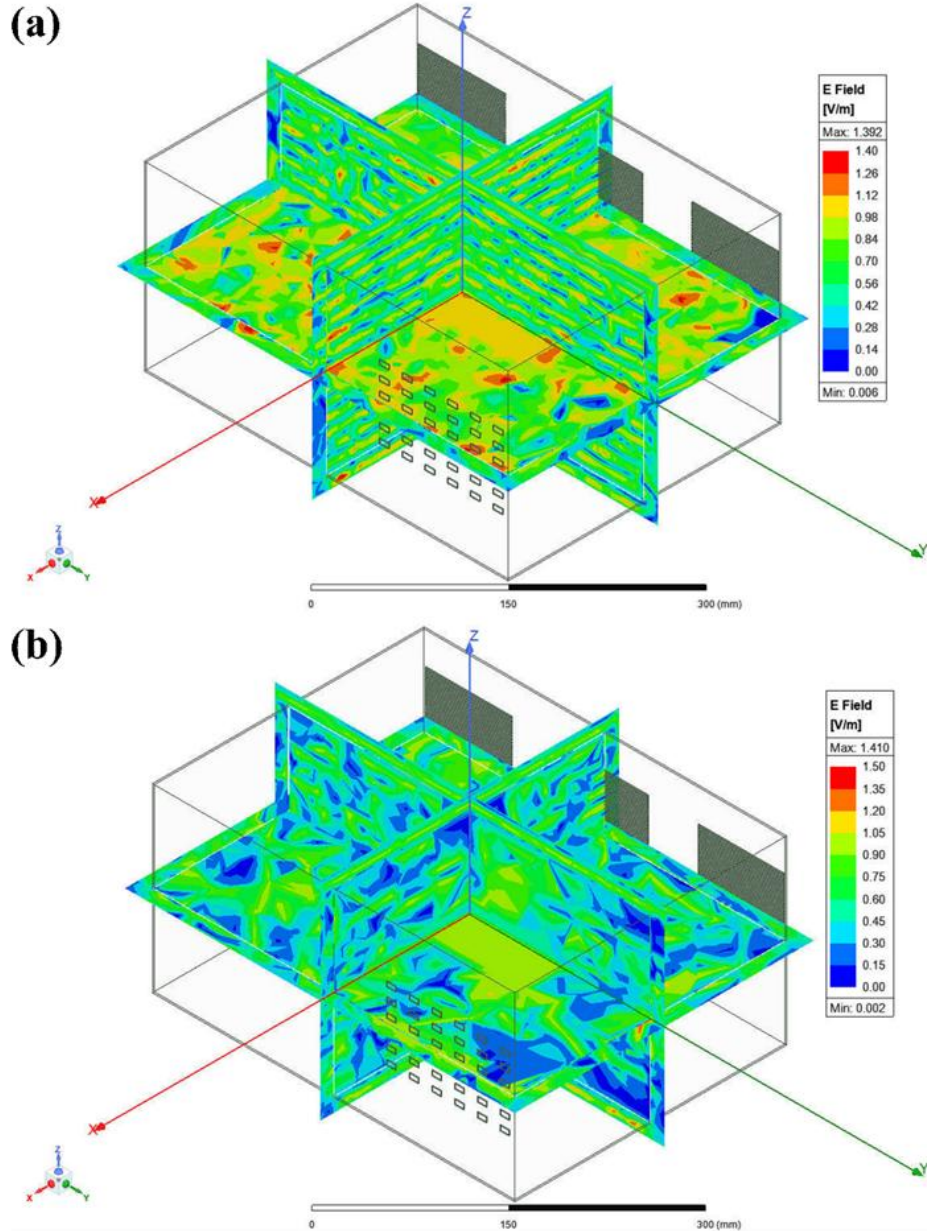 (a)
Z
E Field
[V/m]
Max: 1.392
1.40
1.26
1.12
0.98
0.84
0.70
0.56
0.42
0.28
0.14
0.00
Min: 0.006
X
Y
Z
X
Y
0
150
300 (mm)
(b)
Z
E Field
[V/m]
Max: 1.410
1.50
1.35
1.20
1.05
0.90
0.75
0.60
0.45
0.30
0.15
0.00
Min: 0.002
X
Y
Z
X
Y
0
150
300 (mm)